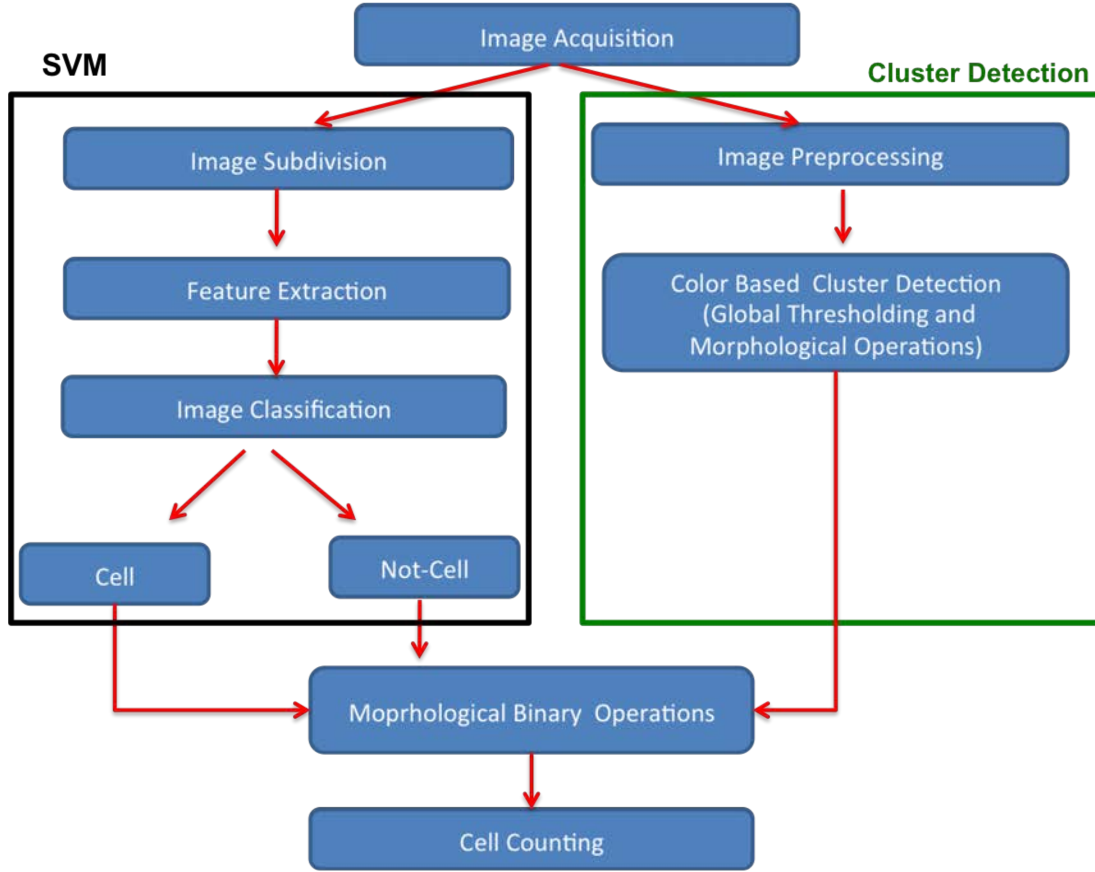 Image Acquisition
SVM
Cluster Detection
Image Subdivision
Image Preprocessing
Feature Extraction
Color Based  Cluster Detection
(Global Thresholding and
Morphological Operations)
Image Classification
Cell
Not-Cell
Moprhological Binary  Operations
Cell Counting